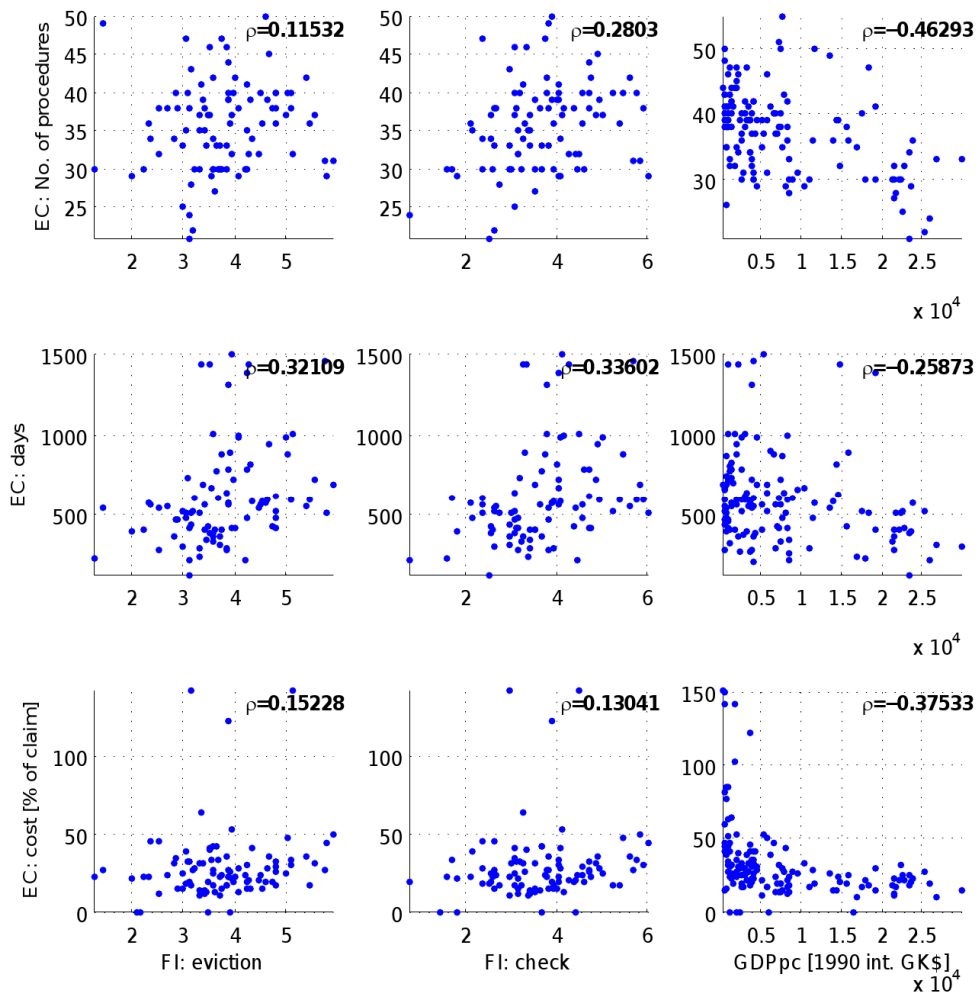 EC: No. of procedures
50
45
40
35
30
25
2 3 4 5
ρ=0.11532
50
45
40
35
30
25
2 4 6
ρ=0.2803
50
40
30
0.5 1 1.5 2 2.5
x 10^4
ρ=−0.46293
EC: days
1500
1000
500
2 3 4 5
ρ=0.32109
1500
1000
500
2 4 6
ρ=0.33602
1500
1000
500
0.5 1 1.5 2 2.5
x 10^4
ρ=−0.25873
EC: cost [% of claim]
100
50
0
2 3 4 5
FI: eviction
ρ=0.15228
100
50
0
2 4 6
FI: check
ρ=0.13041
150
100
50
0
0.5 1 1.5 2 2.5
GDPpc [1990 int. GK$]
x 10^4
ρ=−0.37533